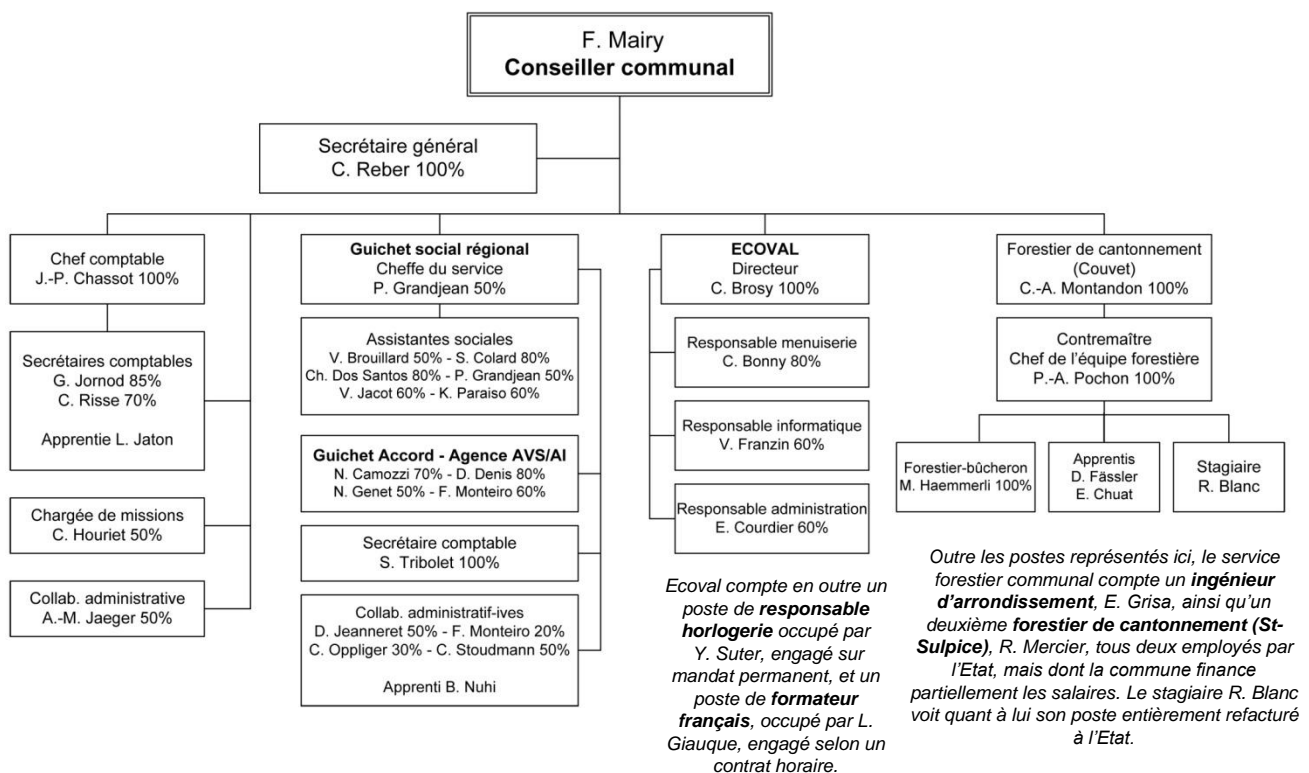 F. Mairy
Conseiller communal
Secrétaire général
C. Reber 100%
Chef comptable
J.-P. Chassot 100%
Secrétaires comptables
G. Jornod 85%
C. Risse 70%
Apprentie L. Jaton
Chargée de missions
C. Houriet 50%
Collab. administrative
A.-M. Jaeger 50%
Guichet social régional
Cheffe du service
P. Grandjean 50%
Assistantes sociales
V. Brouillard 50% - S. Colard 80%
Ch. Dos Santos 80% - P. Grandjean 50%
V. Jacot 60% - K. Paraiso 60%
Guichet Accord - Agence AVS/AI
N. Camozzi 70% - D. Denis 80%
N. Genet 50% - F. Monteiro 60%
Secrétaire comptable
S. Tribolet 100%
Collab. administratif-ives
D. Jeanneret 50% - F. Monteiro 20%
C. Oppliger 30% - C. Stoudmann 50%
Apprenti B. Nuhi
ECOVAL
Directeur
C. Brosy 100%
Responsable menuiserie
C. Bonny 80%
Responsable informatique
V. Franzin 60%
Responsable administration
E. Courdier 60%
Ecoval compte en outre un
poste de responsable
horlogerie occupé par
Y. Suter, engagé sur
mandat permanent, et un
poste de formateur
français, occupé par L.
Giauque, engagé selon un
contrat horaire.
Forestier de cantonnement
(Couvet)
C.-A. Montandon 100%
Contremaître
Chef de l'équipe forestière
P.-A. Pochon 100%
Forestier-bûcheron
M. Haemmerli 100%
Apprentis
D. Fässler
E. Chuat
Stagiaire
R. Blanc
Outre les postes représentés ici, le service
forestier communal compte un ingénieur
d'arrondissement, E. Grisa, ainsi qu'un
deuxième forestier de cantonnement (St-
Sulpice), R. Mercier, tous deux employés par
l'Etat, mais dont la commune finance
partiellement les salaires. Le stagiaire R. Blanc
voit quant à lui son poste entièrement refacturé
à l'Etat.